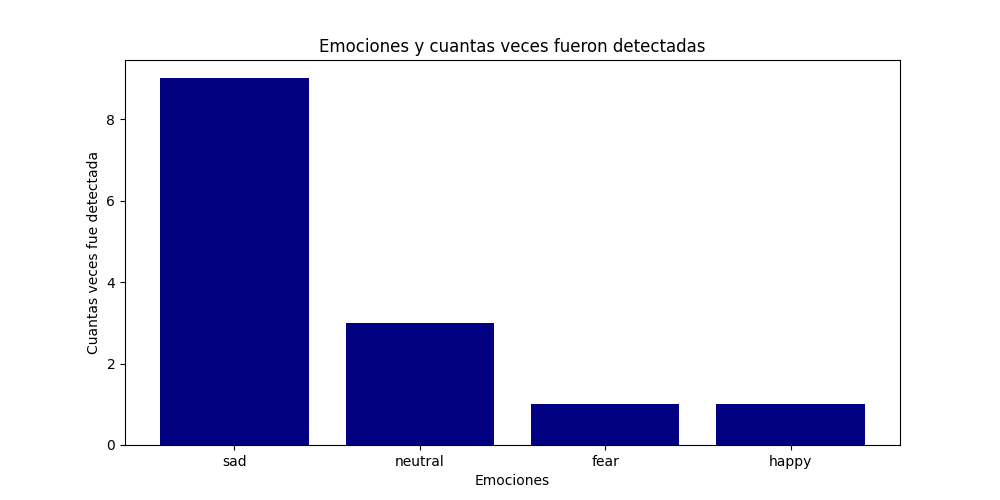 Emociones y cuantas veces fueron detectadas
Cuantas veces fue detectada
8
6
4
2
0
sad neutral fear happy
Emociones